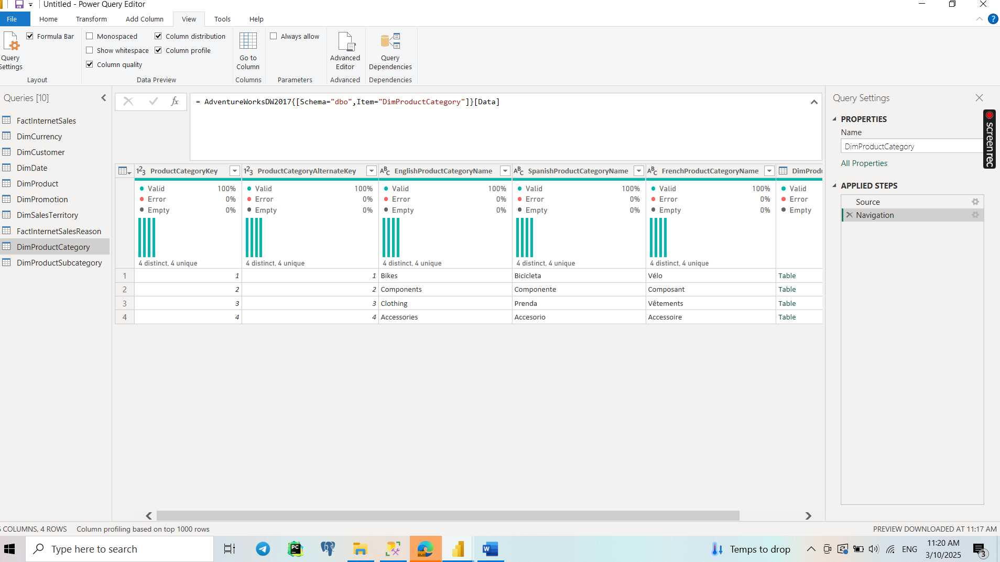 Untitled - Power Query Editor
File Home Transform Add Column View Tools Help
Query Settings
Formula Bar
Layout
Monospaced
Show whitespace
Column quality
Column distribution
Column profile
Data Preview
Go to Column
Columns
Always allow
Parameters
Advanced Editor
Advanced
Query Dependencies
Dependencies
Queries [10]
FactInternetSales
DimCurrency
DimCustomer
DimDate
DimProduct
DimPromotion
DimSalesTerritory
FactInternetSalesReason
DimProductCategory
DimProductSubcategory
fx
= AdventureWorksDW2017{[Schema="dbo",Item="DimProductCategory"]}[Data]
123 ProductCategoryKey 123 ProductCategoryAlternateKey ABC EnglishProductCategoryName ABC SpanishProductCategoryName ABC FrenchProductCategoryName DimProdu
Valid 100% Valid 100% Valid 100% Valid 100% Valid 100% Valid
Error 0% Error 0% Error 0% Error 0% Error 0% Error
Empty 0% Empty 0% Empty 0% Empty 0% Empty 0% Empty
4 distinct, 4 unique 4 distinct, 4 unique 4 distinct, 4 unique 4 distinct, 4 unique 4 distinct, 4 unique
1 1 1 Bikes Bicicleta Vélo Table
2 2 2 Components Componente Composant Table
3 3 3 Clothing Prenda Vêtements Table
4 4 4 Accessories Accesorio Accessoire Table
Query Settings
PROPERTIES
Name
DimProductCategory
All Properties
APPLIED STEPS
Source
Navigation
screenrec
COLUMNS, 4 ROWS Column profiling based on top 1000 rows
PREVIEW DOWNLOADED AT 11:17 AM
Type here to search
PC
W
Temps to drop
ENG
11:20 AM
3/10/2025
3